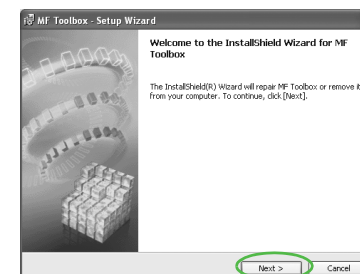 MF Toolbox - Setup Wizard
Welcome to the InstallShield Wizard for MF
Toolbox
The InstallShield(R) Wizard will repair MF Toolbox or remove it
from your computer. To continue, click [Next].
Next >
Cancel